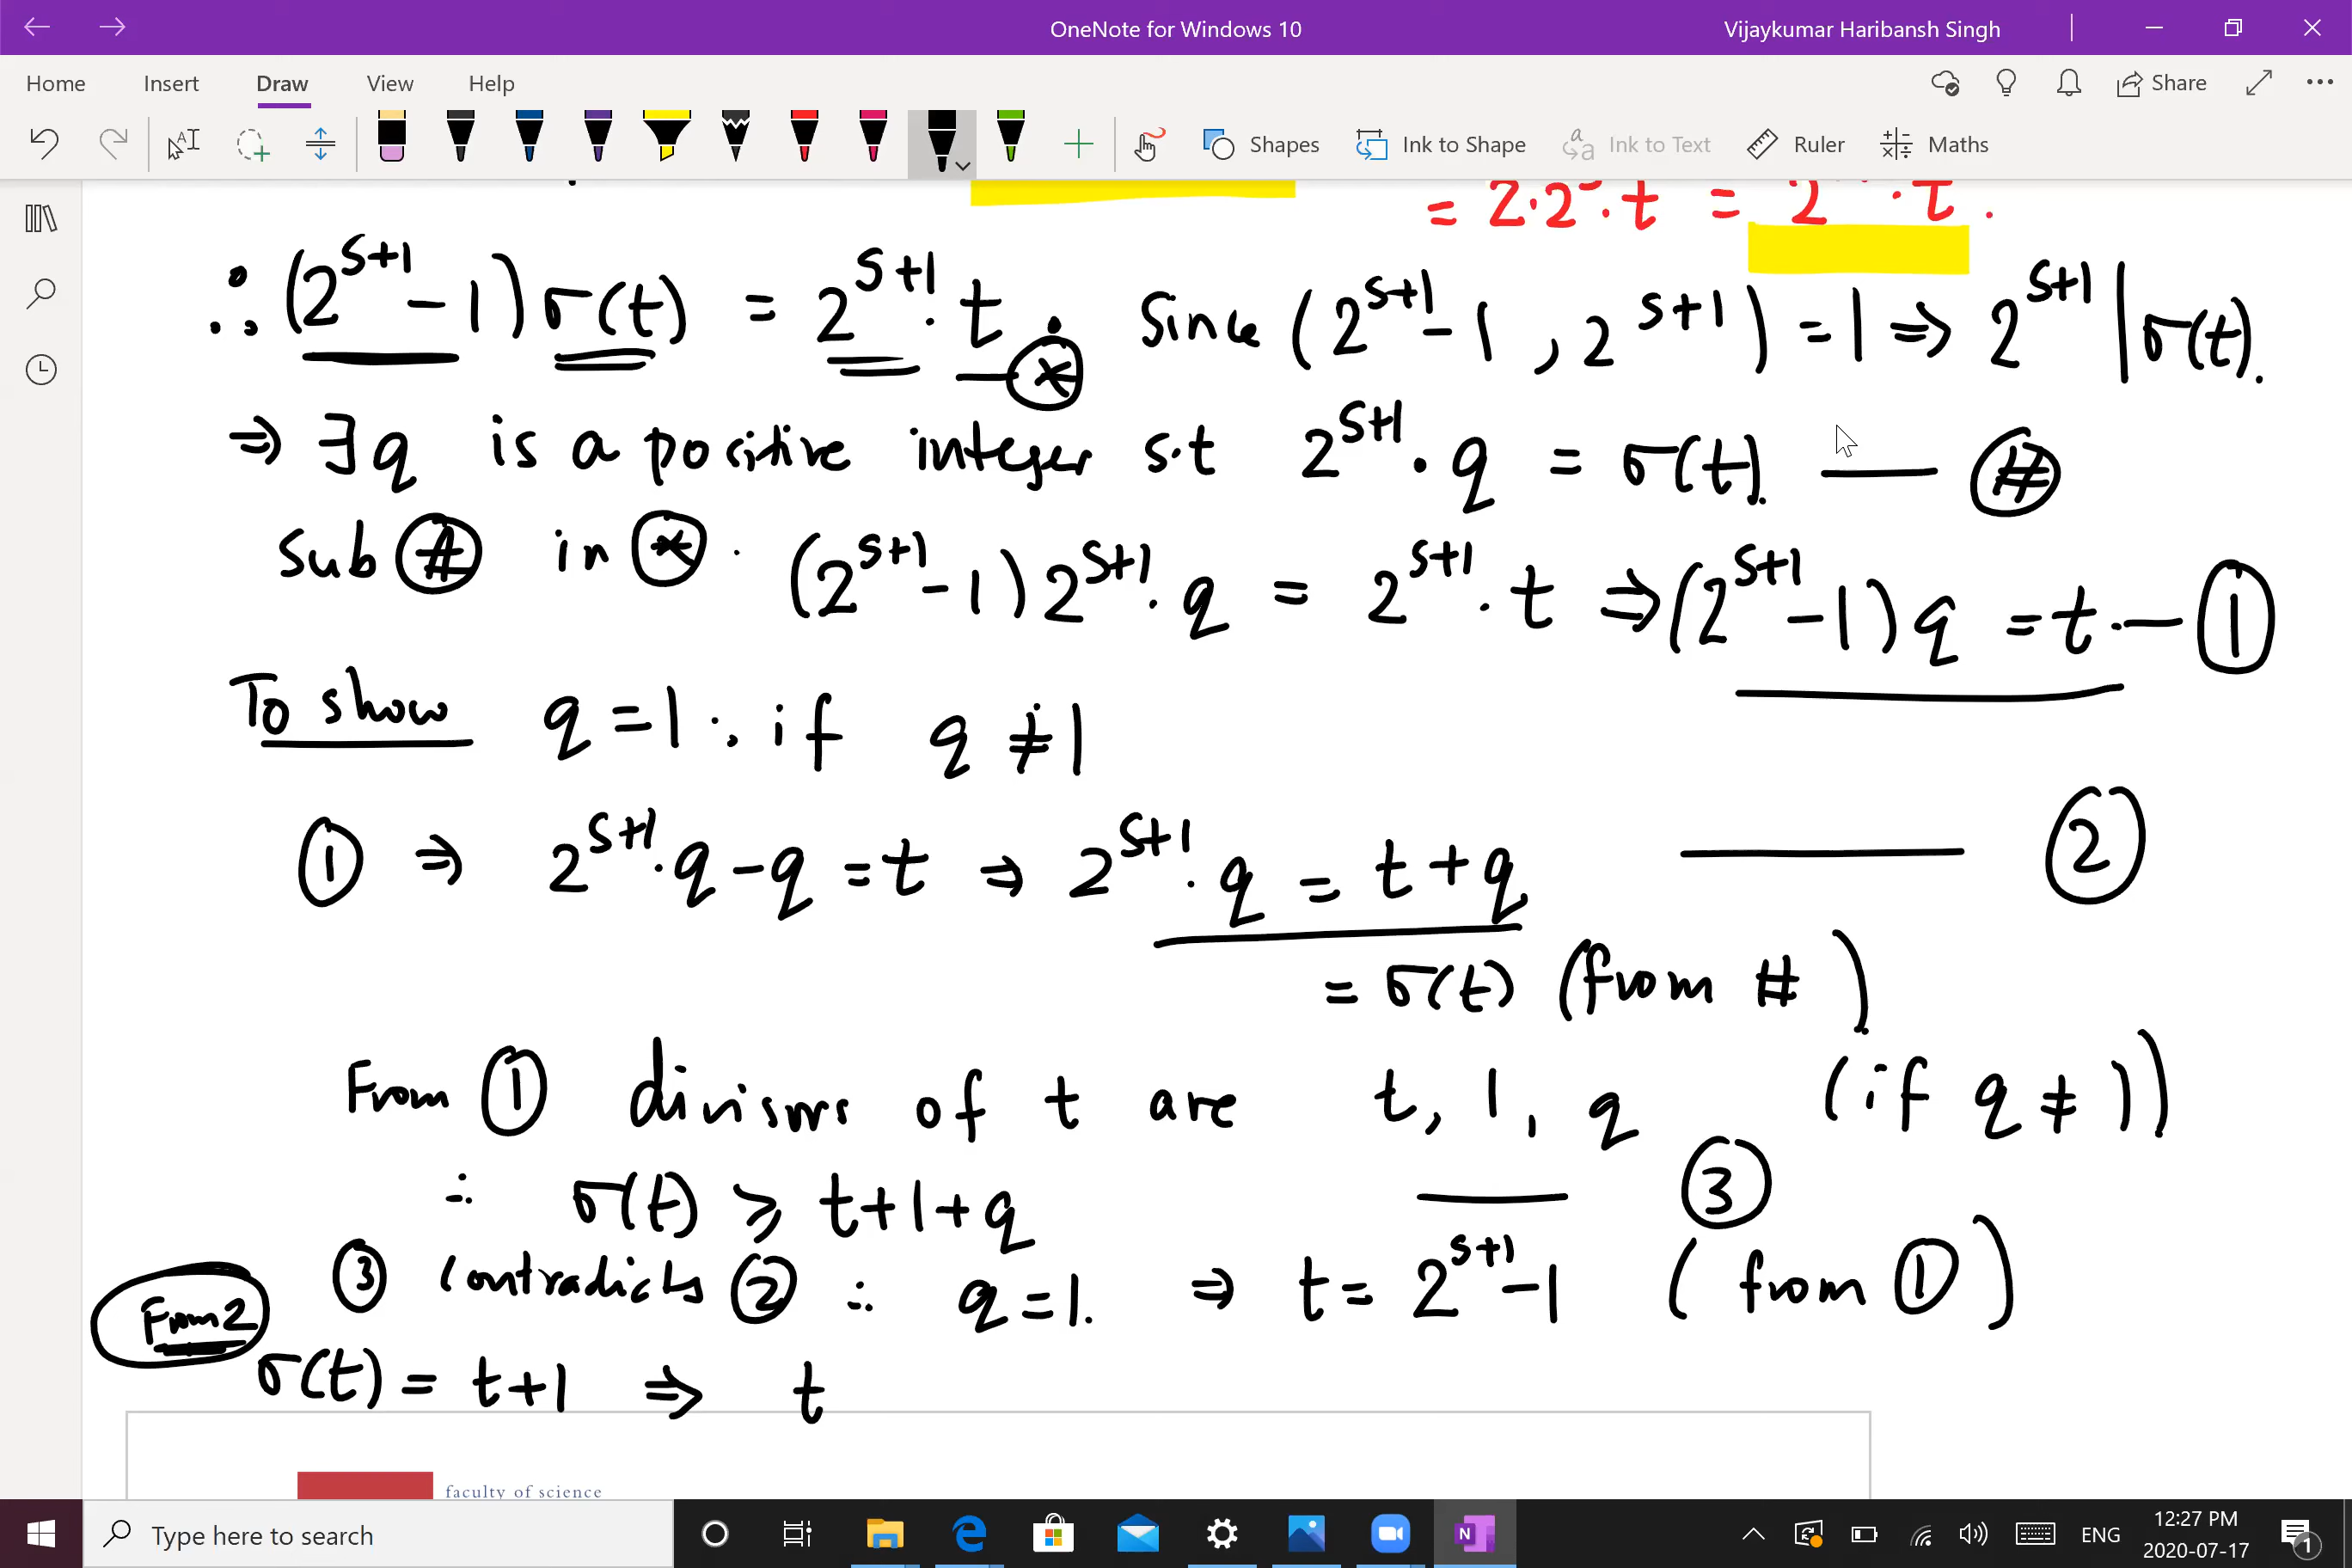 OneNote for Windows 10
Vijaykumar Haribansh Singh
Home Insert Draw View Help
Share
Shapes Ink to Shape Ink to Text Ruler Maths
= 2·2^s·t = 2 ·t.
∴ (2^{s+1} − 1) σ(t) = 2^{s+1}·t. —(*) Since (2^{s+1} − 1, 2^{s+1}) = 1 ⇒ 2^{s+1} | σ(t).
⇒ ∃ q is a positive integer s.t 2^{s+1}·q = σ(t). — (#)
Sub (#) in (*). (2^{s+1} − 1) 2^{s+1}·q = 2^{s+1}·t ⇒ (2^{s+1} − 1) q = t. — ①
To show q = 1 ∵ if q ≠ 1
① ⇒ 2^{s+1}·q − q = t ⇒ 2^{s+1}·q = t + q — ②
= σ(t) (from #)
From ① divisors of t are t, 1, q (if q ≠ 1)
∴ σ(t) ≥ t+1+q — ③
③ contradicts ② ∴ q = 1. ⇒ t = 2^{s+1} − 1 (from ①)
From 2
σ(t) = t+1 ⇒ t
faculty of science
Type here to search
N
ENG
12:27 PM
2020-07-17
1